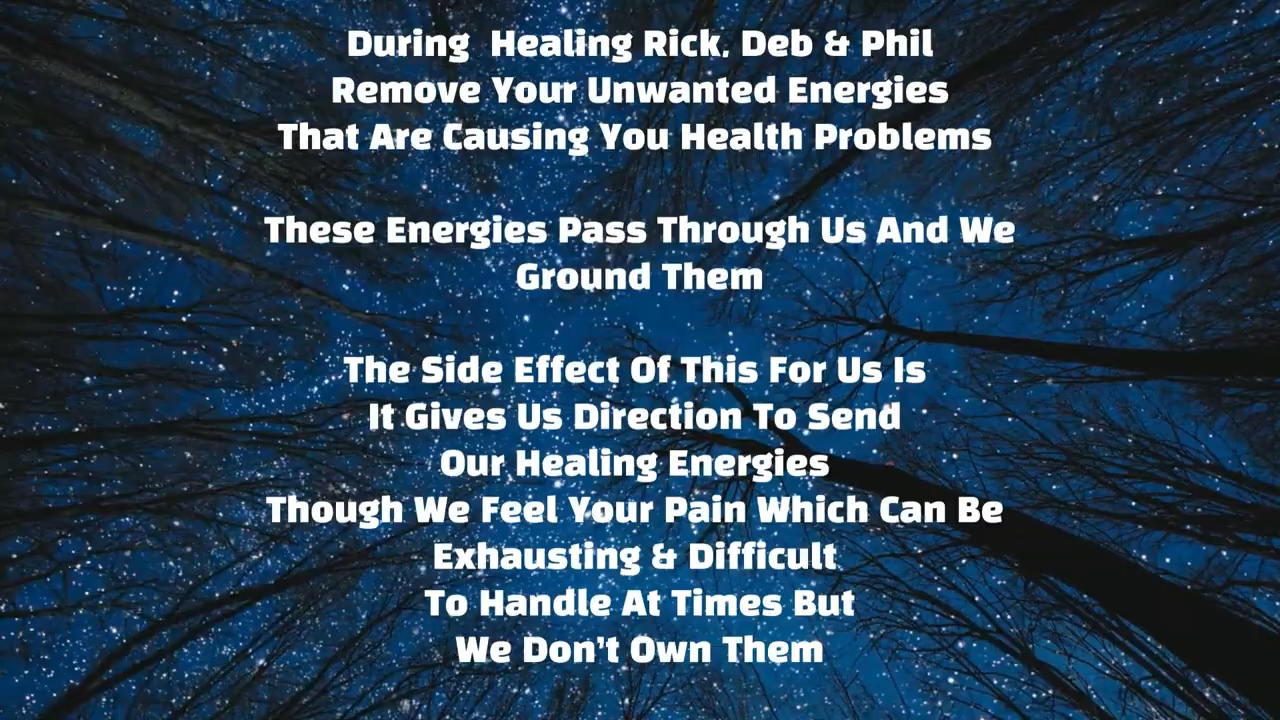 During  Healing Rick, Deb & Phil
Remove Your Unwanted Energies
That Are Causing You Health Problems
These Energies Pass Through Us And We
Ground Them
The Side Effect Of This For Us Is
It Gives Us Direction To Send
Our Healing Energies
Though We Feel Your Pain Which Can Be
Exhausting & Difficult
To Handle At Times But
We Don't Own Them